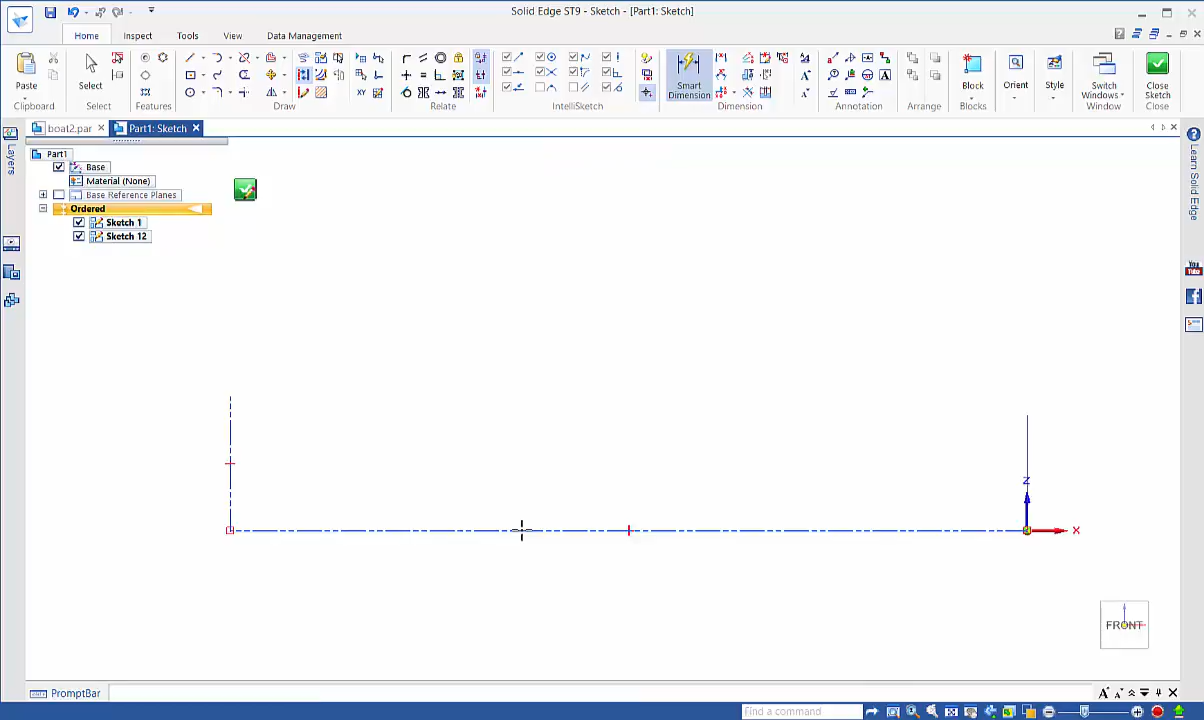 Solid Edge ST9 - Sketch - [Part1: Sketch]
Home
Inspect
Tools
View
Data Management
Paste
Select
Smart Dimension
Block
Orient
Style
Switch Windows
Close Sketch
Clipboard
Select
Features
Draw
Relate
IntelliSketch
Dimension
Annotation
Arrange
Blocks
Window
Close
boat2.par
Part1: Sketch
Layers
Learn Solid Edge
You Tube
Part1
Base
Material (None)
Base Reference Planes
Ordered
Sketch 1
Sketch 12
XY
A
Z
X
FRONT
PromptBar
Find a command